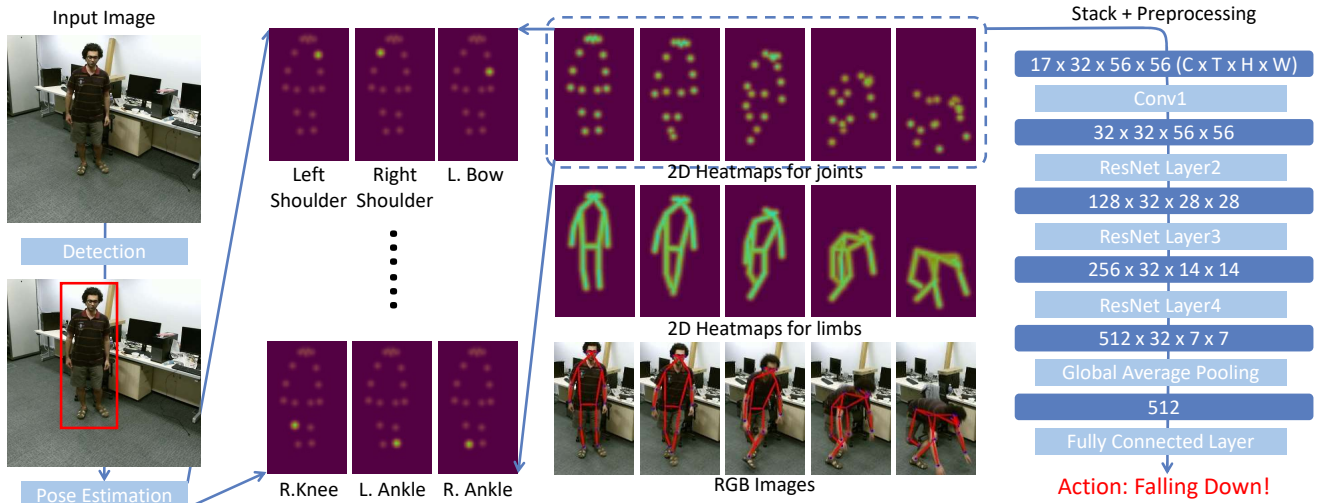 Input Image
Detection
Pose Estimation
Left
Shoulder
Right
Shoulder
L. Bow
R.Knee
L. Ankle
R. Ankle
2D Heatmaps for joints
2D Heatmaps for limbs
RGB Images
Stack + Preprocessing
17 x 32 x 56 x 56 (C x T x H x W)
Conv1
32 x 32 x 56 x 56
ResNet Layer2
128 x 32 x 28 x 28
ResNet Layer3
256 x 32 x 14 x 14
ResNet Layer4
512 x 32 x 7 x 7
Global Average Pooling
512
Fully Connected Layer
Action: Falling Down!